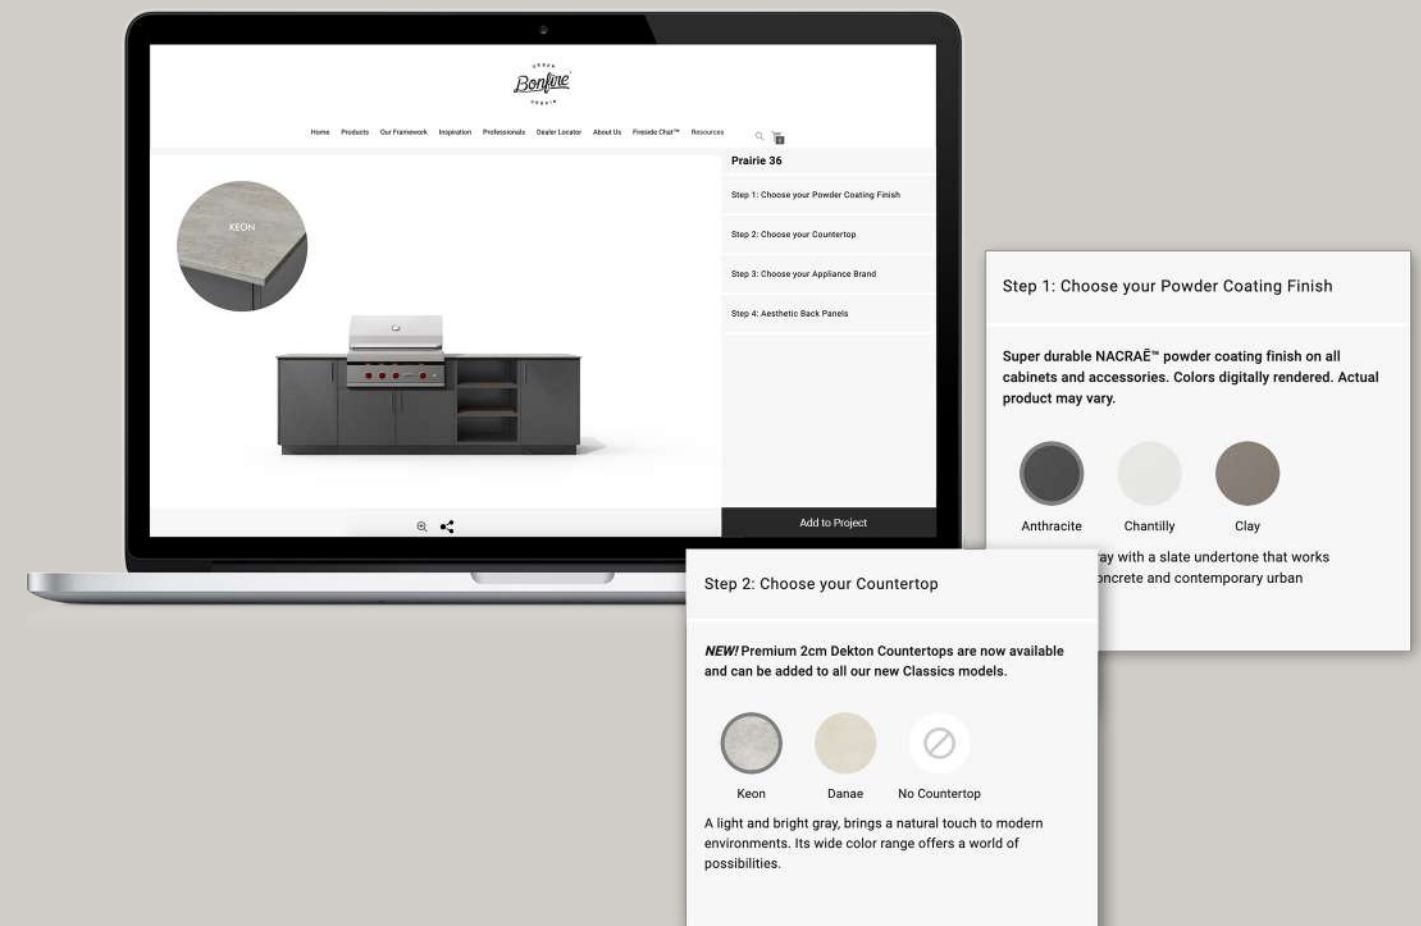 URBAN
Bonfire
URBAIN
Home Products Our Framework Inspiration Professionals Dealer Locator About Us Fireside Chat™ Resources
Prairie 36
KEON
Step 1: Choose your Powder Coating Finish
Step 2: Choose your Countertop
Step 3: Choose your Appliance Brand
Step 4: Aesthetic Back Panels
Add to Project
Step 1: Choose your Powder Coating Finish
Super durable NACRAĒ™ powder coating finish on all
cabinets and accessories. Colors digitally rendered. Actual
product may vary.
Anthracite Chantilly Clay
with a slate undertone that works
and contemporary urban
Step 2: Choose your Countertop
NEW! Premium 2cm Dekton Countertops are now available
and can be added to all our new Classics models.
Keon Danae No Countertop
A light and bright gray, brings a natural touch to modern
environments. Its wide color range offers a world of
possibilities.